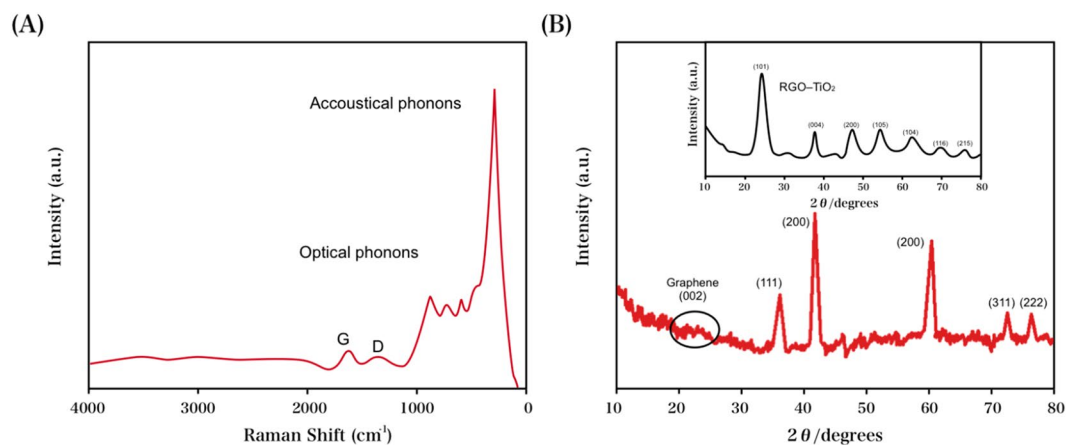 (A)
Intensity (a.u.)
Accoustical phonons
Optical phonons
G
D
4000 3000 2000 1000 0
Raman Shift (cm⁻¹)
(B)
Intensity (a.u.)
Intensity (a.u.)
(101)
RGO–TiO₂
(004)
(200)
(105)
(104)
(116)
(215)
10 20 30 40 50 60 70 80
2θ/degrees
Graphene
(002)
(111)
(200)
(200)
(311)
(222)
10 20 30 40 50 60 70 80
2θ/degrees